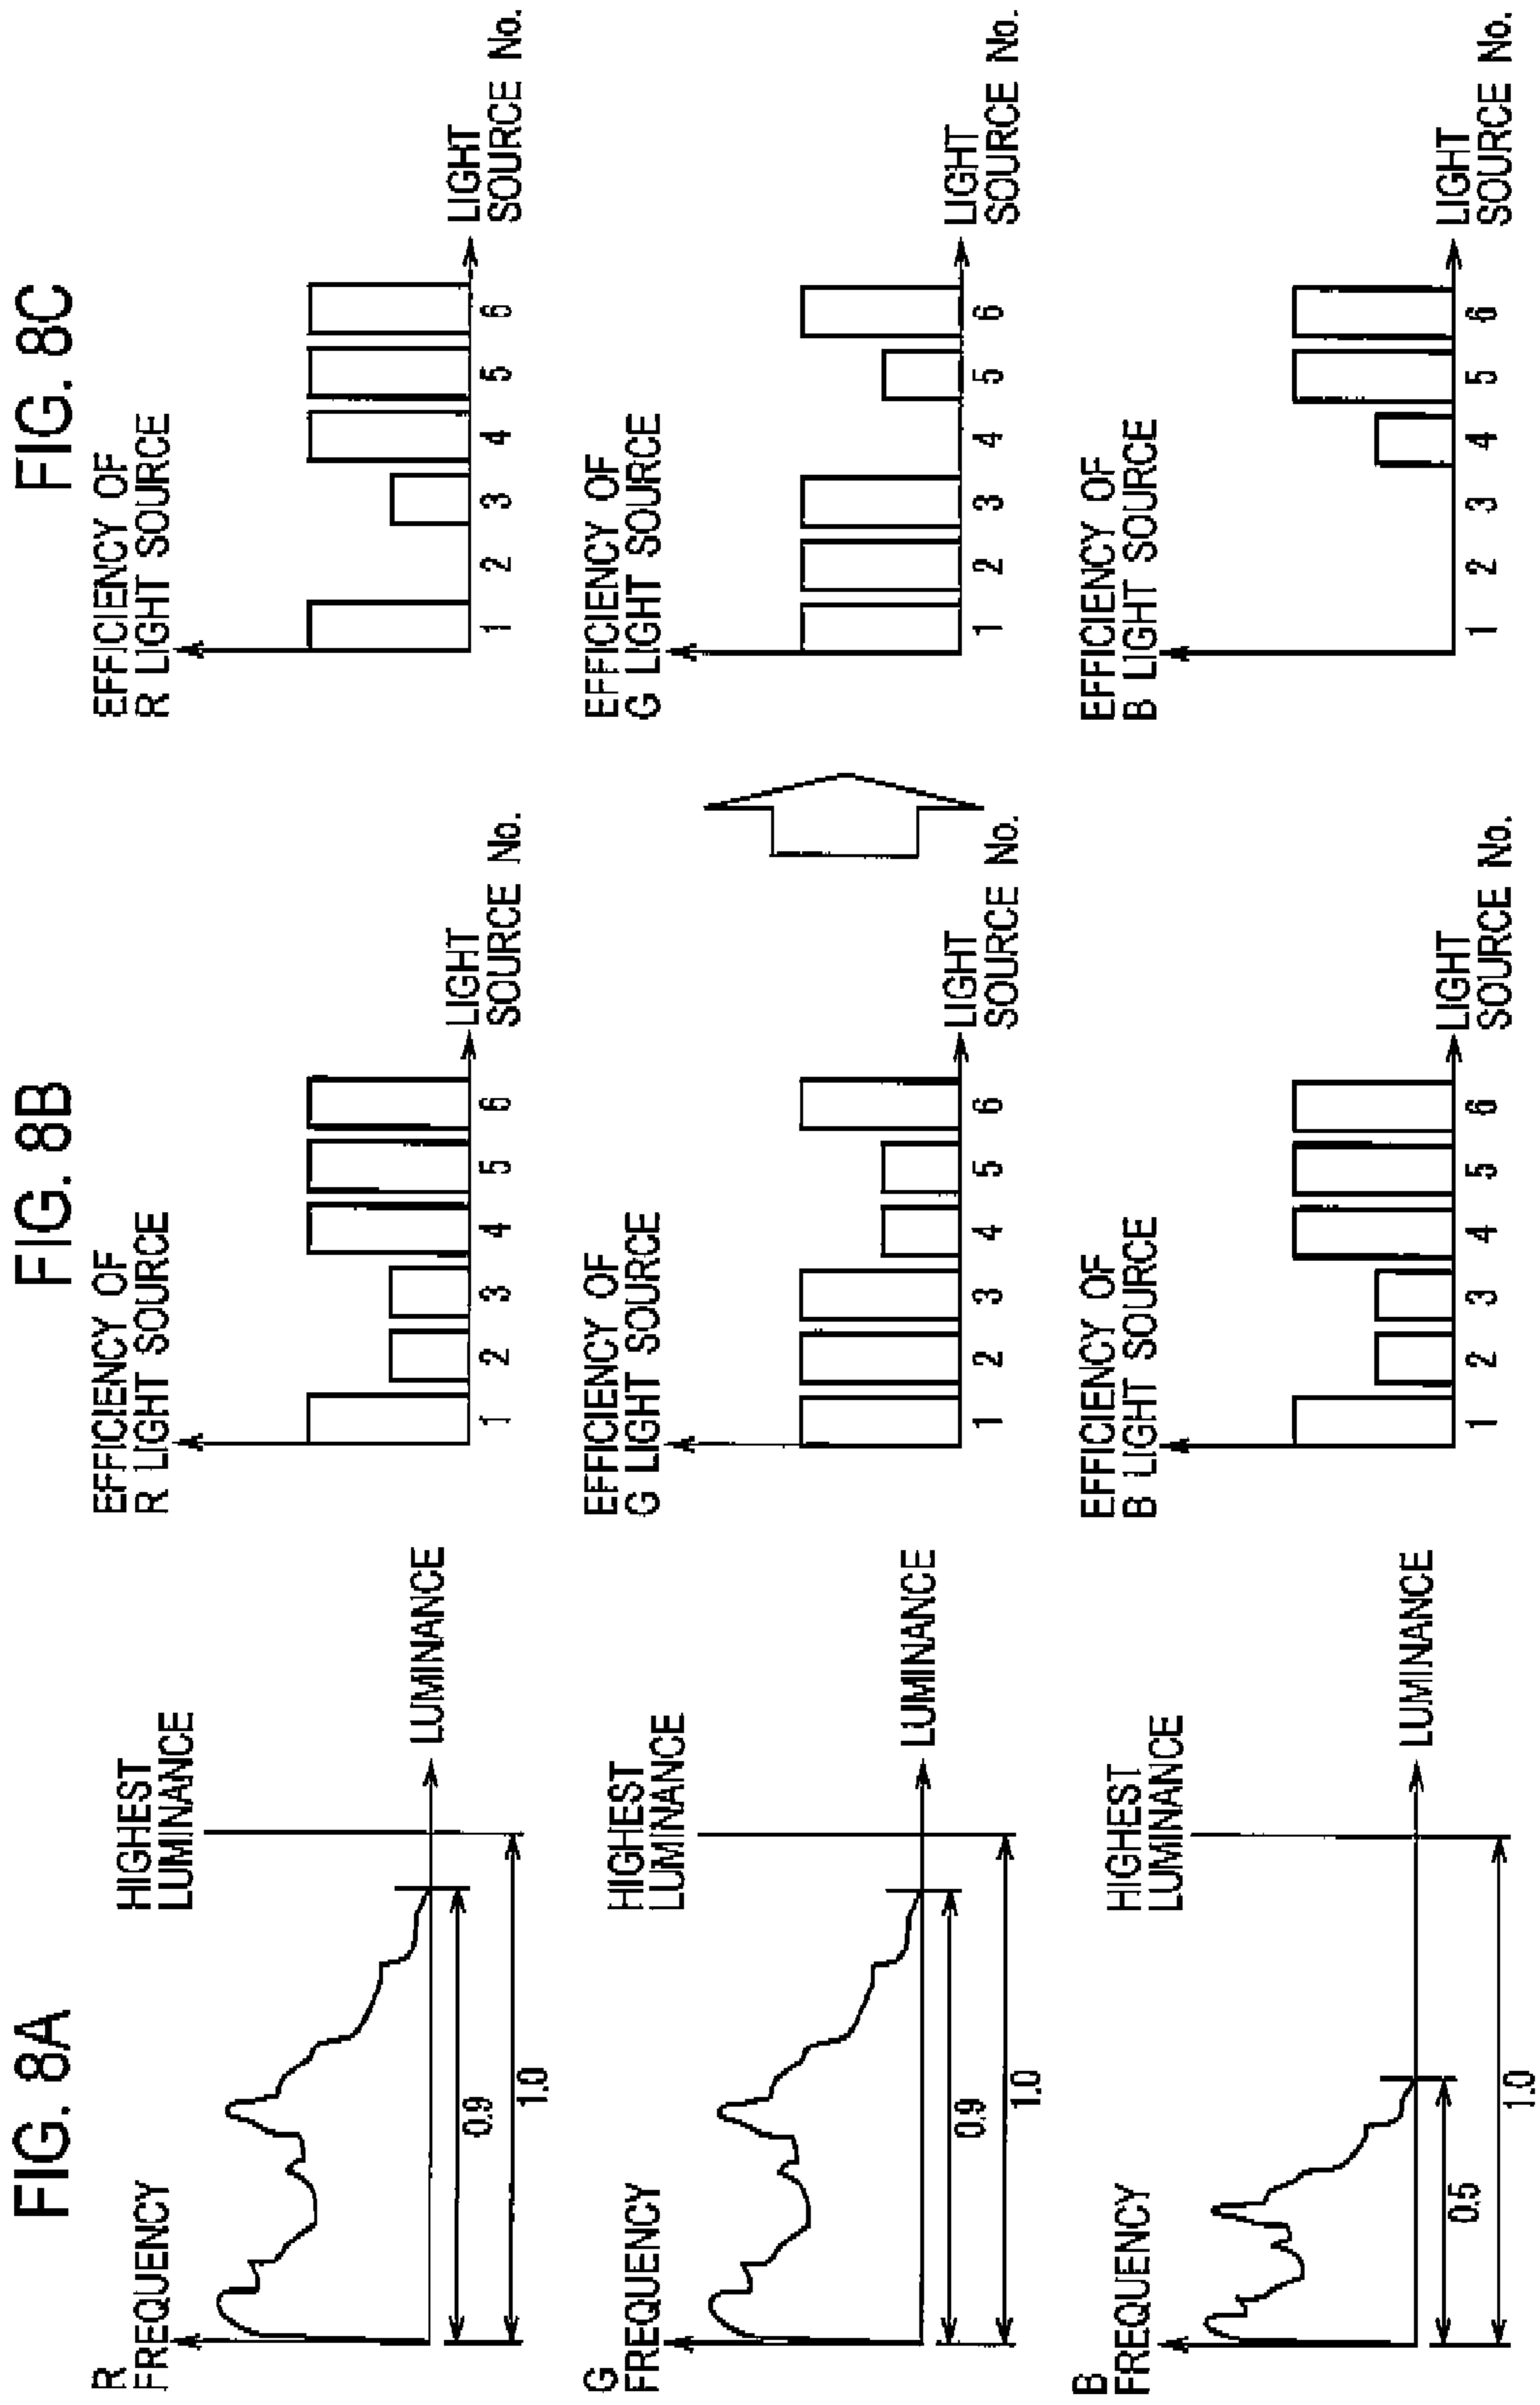 FIG. 8A
R
FREQUENCY
HIGHEST
LUMINANCE
LUMINANCE
0.9
1.0
G
FREQUENCY
HIGHEST
LUMINANCE
LUMINANCE
0.9
1.0
B
FREQUENCY
HIGHEST
LUMINANCE
LUMINANCE
0.5
1.0
FIG. 8B
EFFICIENCY OF
R LIGHT SOURCE
1 2 3 4 5 6
LIGHT
SOURCE No.
EFFICIENCY OF
G LIGHT SOURCE
1 2 3 4 5 6
LIGHT
SOURCE No.
EFFICIENCY OF
B LIGHT SOURCE
1 2 3 4 5 6
LIGHT
SOURCE No.
FIG. 8C
EFFICIENCY OF
R LIGHT SOURCE
1 2 3 4 5 6
LIGHT
SOURCE No.
EFFICIENCY OF
G LIGHT SOURCE
1 2 3 4 5 6
LIGHT
SOURCE No.
EFFICIENCY OF
B LIGHT SOURCE
1 2 3 4 5 6
LIGHT
SOURCE No.